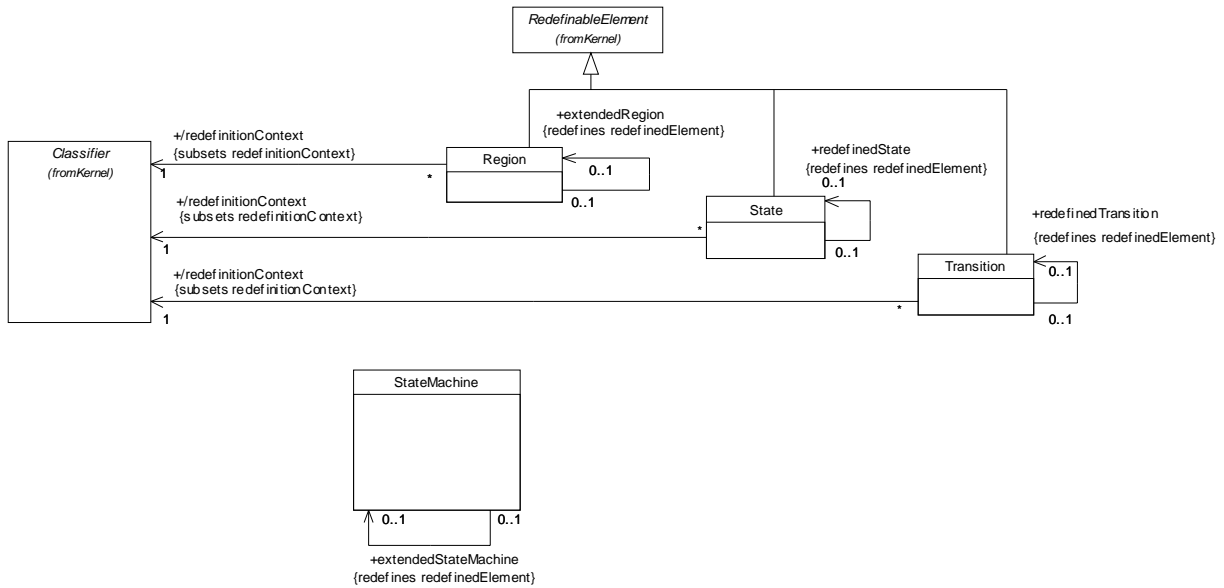 RedefinableElement
(fromKernel)
+extendedRegion
{redefines redefinedElement}
+/redefinitionContext
{subsets redefinitionContext}
Classifier
(fromKernel)
1
*
Region
0..1
0..1
+redefinedState
{redefines redefinedElement}
0..1
+/redefinitionContext
{subsets redefinitionContext}
1
*
State
0..1
+redefinedTransition
{redefines redefinedElement}
+/redefinitionContext
{subsets redefinitionContext}
1
*
Transition
0..1
0..1
StateMachine
0..1
0..1
+extendedStateMachine
{redefines redefinedElement}